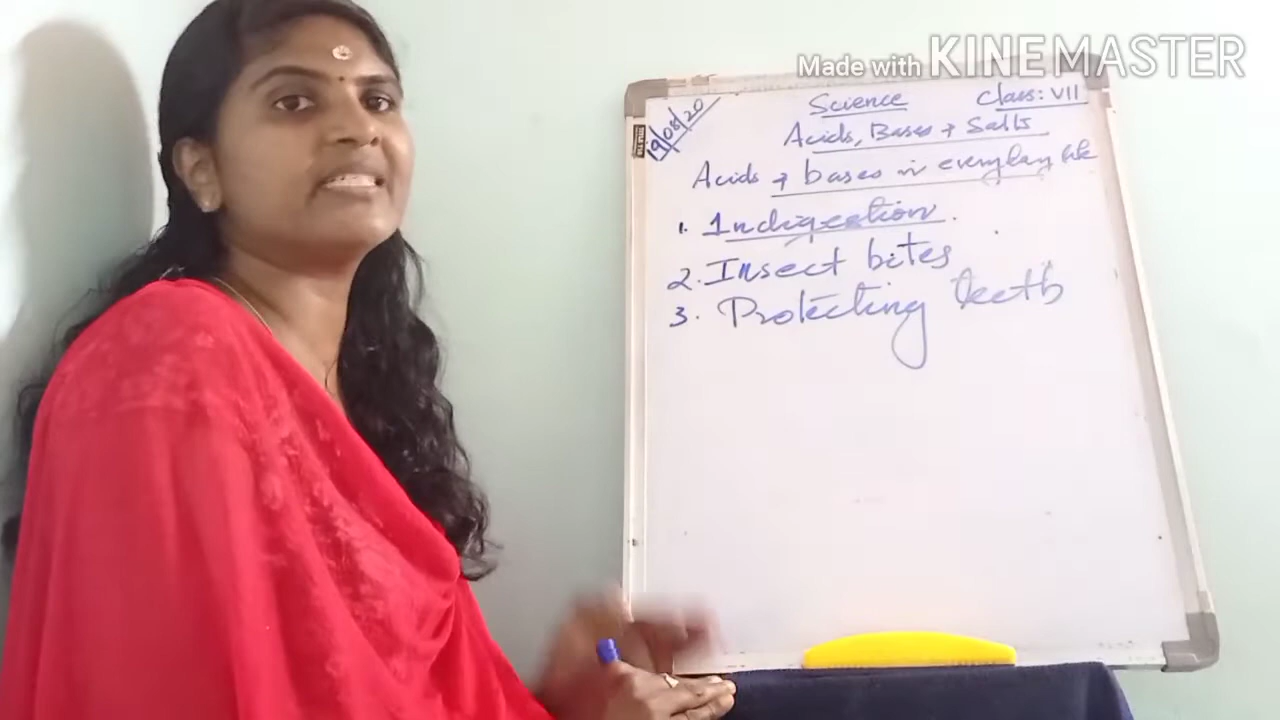 Made with KINEMASTER
19/08/20
Science Class: VII
Acids, Bases + Salts
Acids + bases in everyday life
1. Indigestion.
2. Insect bites
3. Protecting teeth